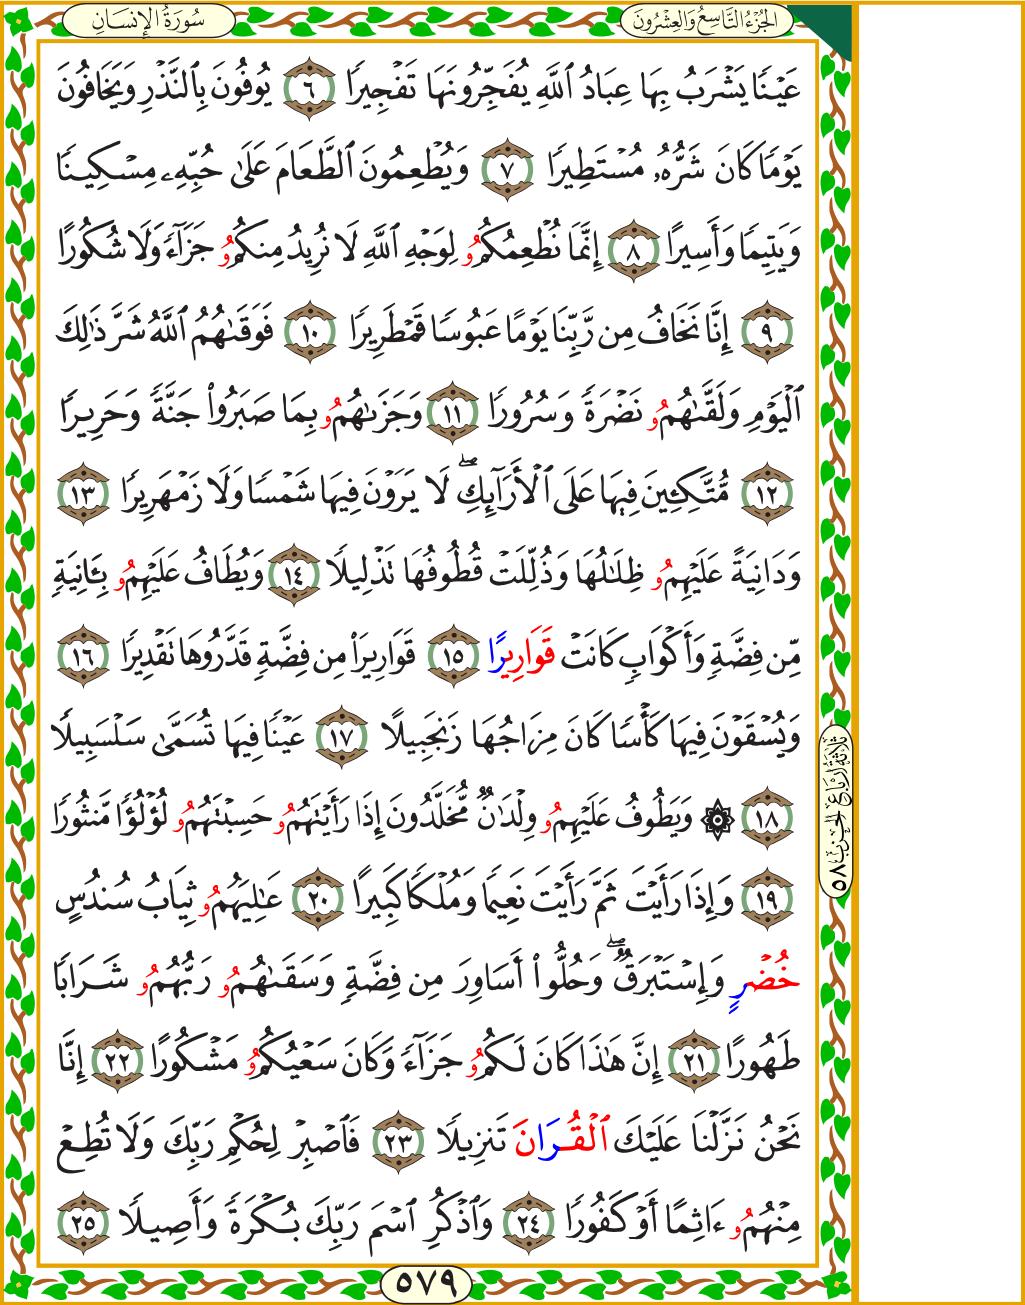 سُورَةُ الإِنسَانِ
الجُزْءُ التَّاسِعُ وَالعِشْرُونَ
عَيْنٗا يَشْرَبُ بِهَا عِبَادُ ٱللَّهِ يُفَجِّرُونَهَا تَفْجِيرٗا ٦ يُوفُونَ بِٱلنَّذْرِ وَيَخَافُونَ
يَوْمٗا كَانَ شَرُّهُۥ مُسْتَطِيرٗا ٧ وَيُطْعِمُونَ ٱلطَّعَامَ عَلَىٰ حُبِّهِۦ مِسْكِينٗا
وَيَتِيمٗا وَأَسِيرًا ٨ إِنَّمَا نُطْعِمُكُمُۥ لِوَجْهِ ٱللَّهِ لَا نُرِيدُ مِنكُمُۥ جَزَآءٗ وَلَا شُكُورًا
٩ إِنَّا نَخَافُ مِن رَّبِّنَا يَوْمًا عَبُوسٗا قَمْطَرِيرٗا ١٠ فَوَقَىٰهُمُ ٱللَّهُ شَرَّ ذَٰلِكَ
ٱلْيَوْمِ وَلَقَّىٰهُمُۥ نَضْرَةٗ وَسُرُورٗا ١١ وَجَزَىٰهُمُۥ بِمَا صَبَرُواْ جَنَّةٗ وَحَرِيرٗا
١٢ مُّتَّكِـِٔينَ فِيهَا عَلَى ٱلْأَرَآئِكِۖ لَا يَرَوْنَ فِيهَا شَمْسٗا وَلَا زَمْهَرِيرٗا ١٣
وَدَانِيَةً عَلَيْهِمُۥ ظِلَٰلُهَا وَذُلِّلَتْ قُطُوفُهَا تَذْلِيلٗا ١٤ وَيُطَافُ عَلَيْهِمُۥ بِـَٔانِيَةٖ
مِّن فِضَّةٖ وَأَكْوَابٖ كَانَتْ قَوَارِيرًا ١٥ قَوَارِيرَاْ مِن فِضَّةٖ قَدَّرُوهَا تَقْدِيرٗا ١٦
وَيُسْقَوْنَ فِيهَا كَأْسٗا كَانَ مِزَاجُهَا زَنجَبِيلًا ١٧ عَيْنٗا فِيهَا تُسَمَّىٰ سَلْسَبِيلٗا
١٨ ۞ وَيَطُوفُ عَلَيْهِمُۥ وِلْدَٰنٞ مُّخَلَّدُونَ إِذَا رَأَيْتَهُمُۥ حَسِبْتَهُمُۥ لُؤْلُؤٗا مَّنثُورٗا
١٩ وَإِذَا رَأَيْتَ ثَمَّ رَأَيْتَ نَعِيمٗا وَمُلْكٗا كَبِيرًا ٢٠ عَٰلِيَهُمُۥ ثِيَابُ سُندُسٍ
خُضْرٍ وَإِسْتَبْرَقٞۖ وَحُلُّواْ أَسَاوِرَ مِن فِضَّةٖ وَسَقَىٰهُمُۥ رَبُّهُمُۥ شَرَابٗا
طَهُورًا ٢١ إِنَّ هَٰذَا كَانَ لَكُمُۥ جَزَآءٗ وَكَانَ سَعْيُكُمُۥ مَشْكُورًا ٢٢ إِنَّا
نَحْنُ نَزَّلْنَا عَلَيْكَ ٱلْقُرَانَ تَنزِيلٗا ٢٣ فَٱصْبِرْ لِحُكْمِ رَبِّكَ وَلَا تُطِعْ
مِنْهُمُۥ ءَاثِمًا أَوْ كَفُورٗا ٢٤ وَٱذْكُرِ ٱسْمَ رَبِّكَ بُكْرَةٗ وَأَصِيلٗا ٢٥
ثلاثة أرباع الحزب ٥٨
٥٧٩